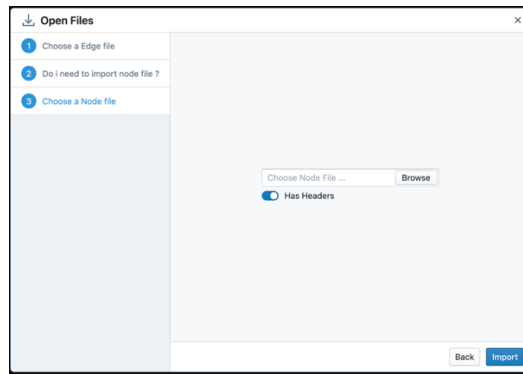 Open Files
1 Choose a Edge file
2 Do i need to import node file ?
3 Choose a Node file
Choose Node File ... Browse
Has Headers
Back Import